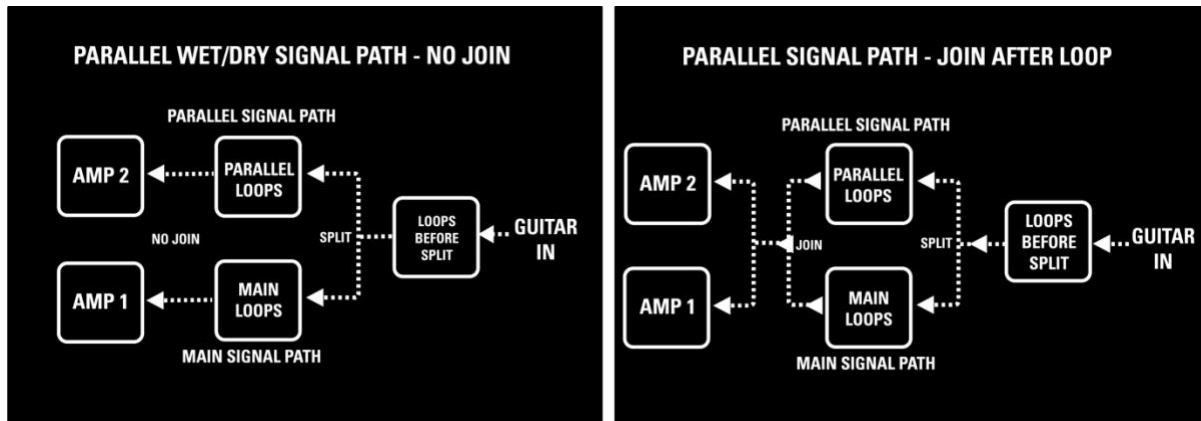 PARALLEL WET/DRY SIGNAL PATH - NO JOIN
PARALLEL SIGNAL PATH
AMP 2
PARALLEL
LOOPS
NO JOIN
SPLIT
LOOPS
BEFORE
SPLIT
GUITAR
IN
AMP 1
MAIN
LOOPS
MAIN SIGNAL PATH
PARALLEL SIGNAL PATH - JOIN AFTER LOOP
PARALLEL SIGNAL PATH
AMP 2
PARALLEL
LOOPS
JOIN
SPLIT
LOOPS
BEFORE
SPLIT
GUITAR
IN
AMP 1
MAIN
LOOPS
MAIN SIGNAL PATH